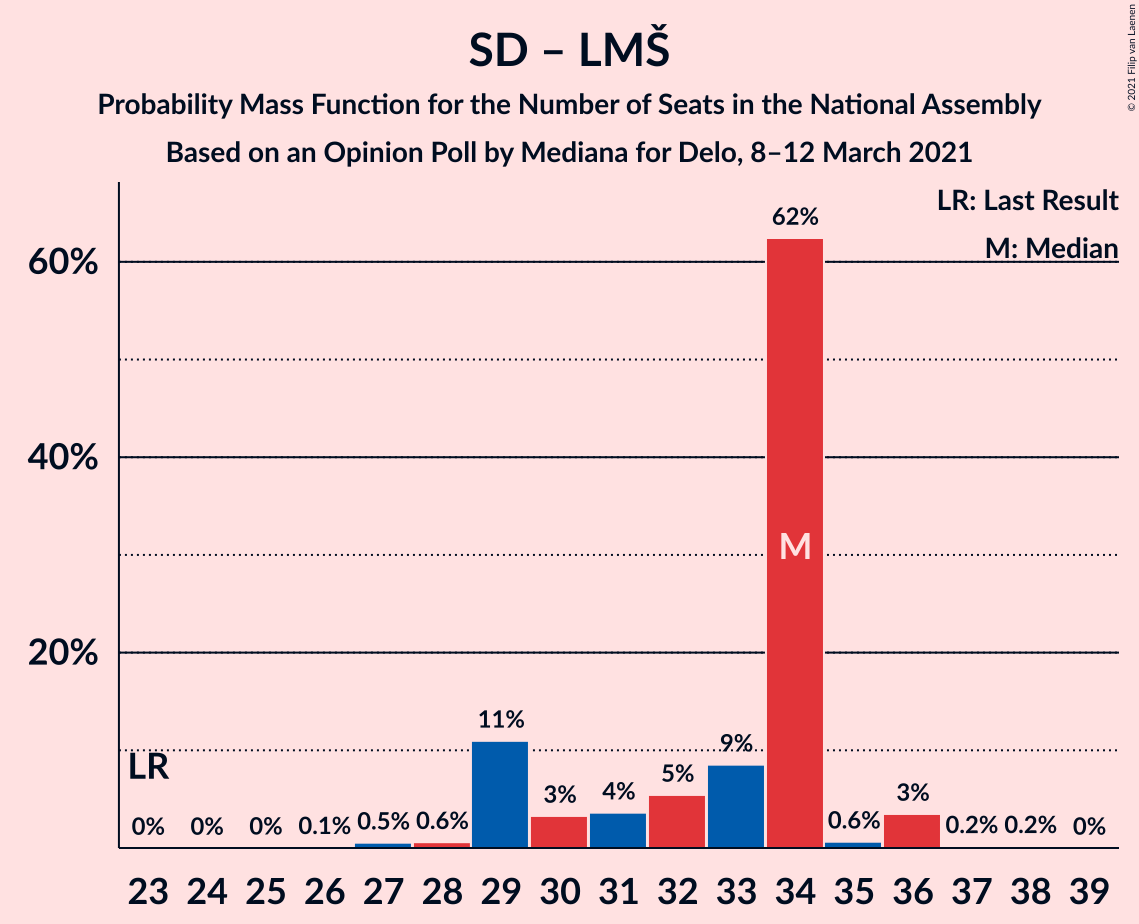 SD – LMŠ
Probability Mass Function for the Number of Seats in the National Assembly
Based on an Opinion Poll by Mediana for Delo, 8–12 March 2021
© 2021 Filip van Laenen
LR: Last Result
M: Median
60%
40%
20%
LR
M
0%
0%
0%
0.1%
0.5%
0.6%
11%
3%
4%
5%
9%
62%
0.6%
3%
0.2%
0.2%
0%
23 24 25 26 27 28 29 30 31 32 33 34 35 36 37 38 39